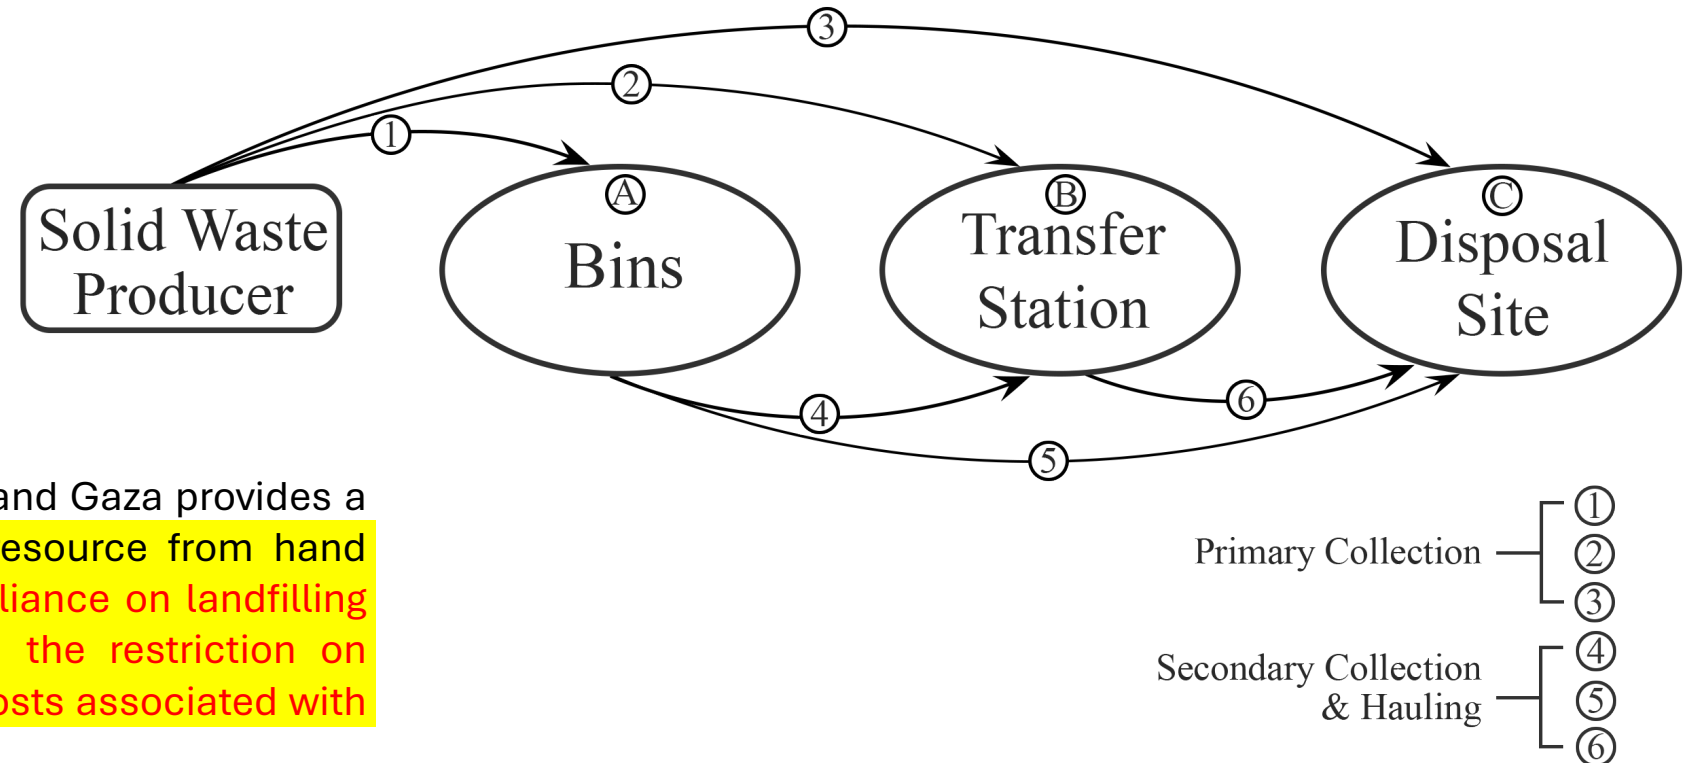 ③
②
①
Solid Waste
Producer
Ⓐ
Bins
Ⓑ
Transfer
Station
Ⓒ
Disposal
Site
④
⑥
⑤
and Gaza provides a
resource from hand
liance on landfilling
the restriction on
osts associated with
Primary Collection
①
②
③
Secondary Collection
& Hauling
④
⑤
⑥